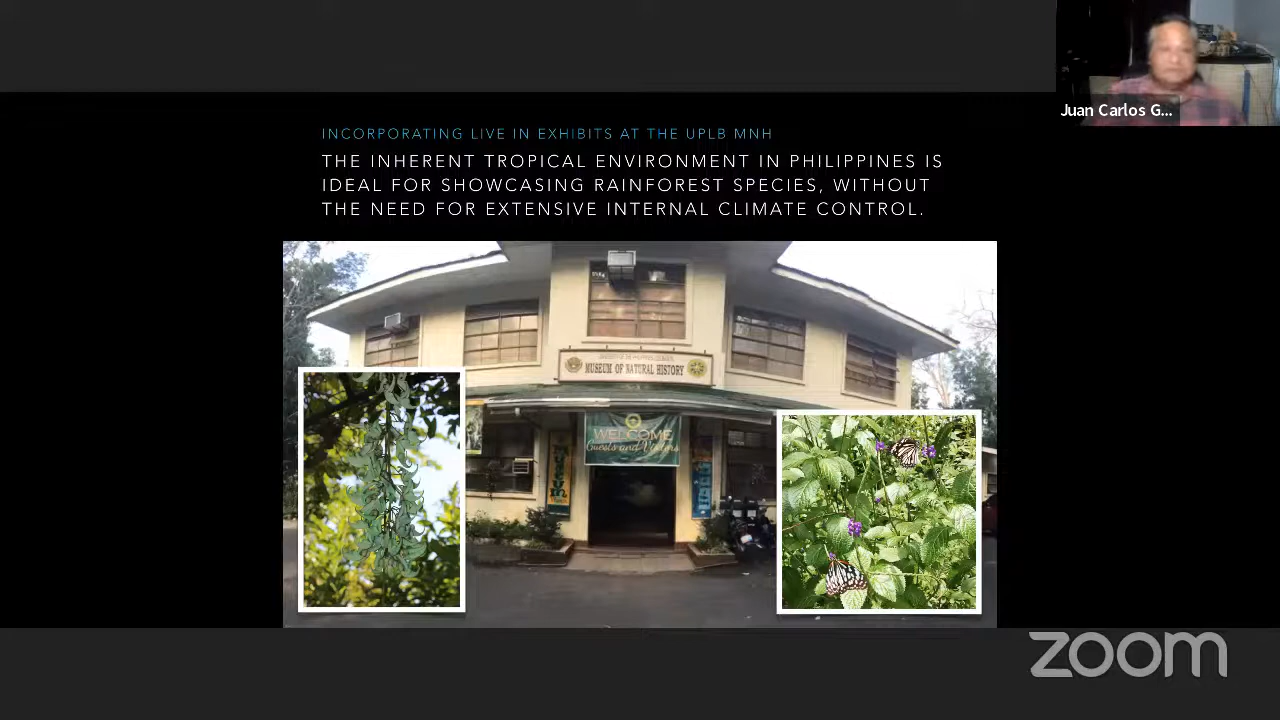 INCORPORATING LIVE IN EXHIBITS AT THE UPLB MNH
THE INHERENT TROPICAL ENVIRONMENT IN PHILIPPINES IS
IDEAL FOR SHOWCASING RAINFOREST SPECIES, WITHOUT
THE NEED FOR EXTENSIVE INTERNAL CLIMATE CONTROL.
Juan Carlos G...
MUSEUM OF NATURAL HISTORY
WELCOME
Guests and Visitors
zoom